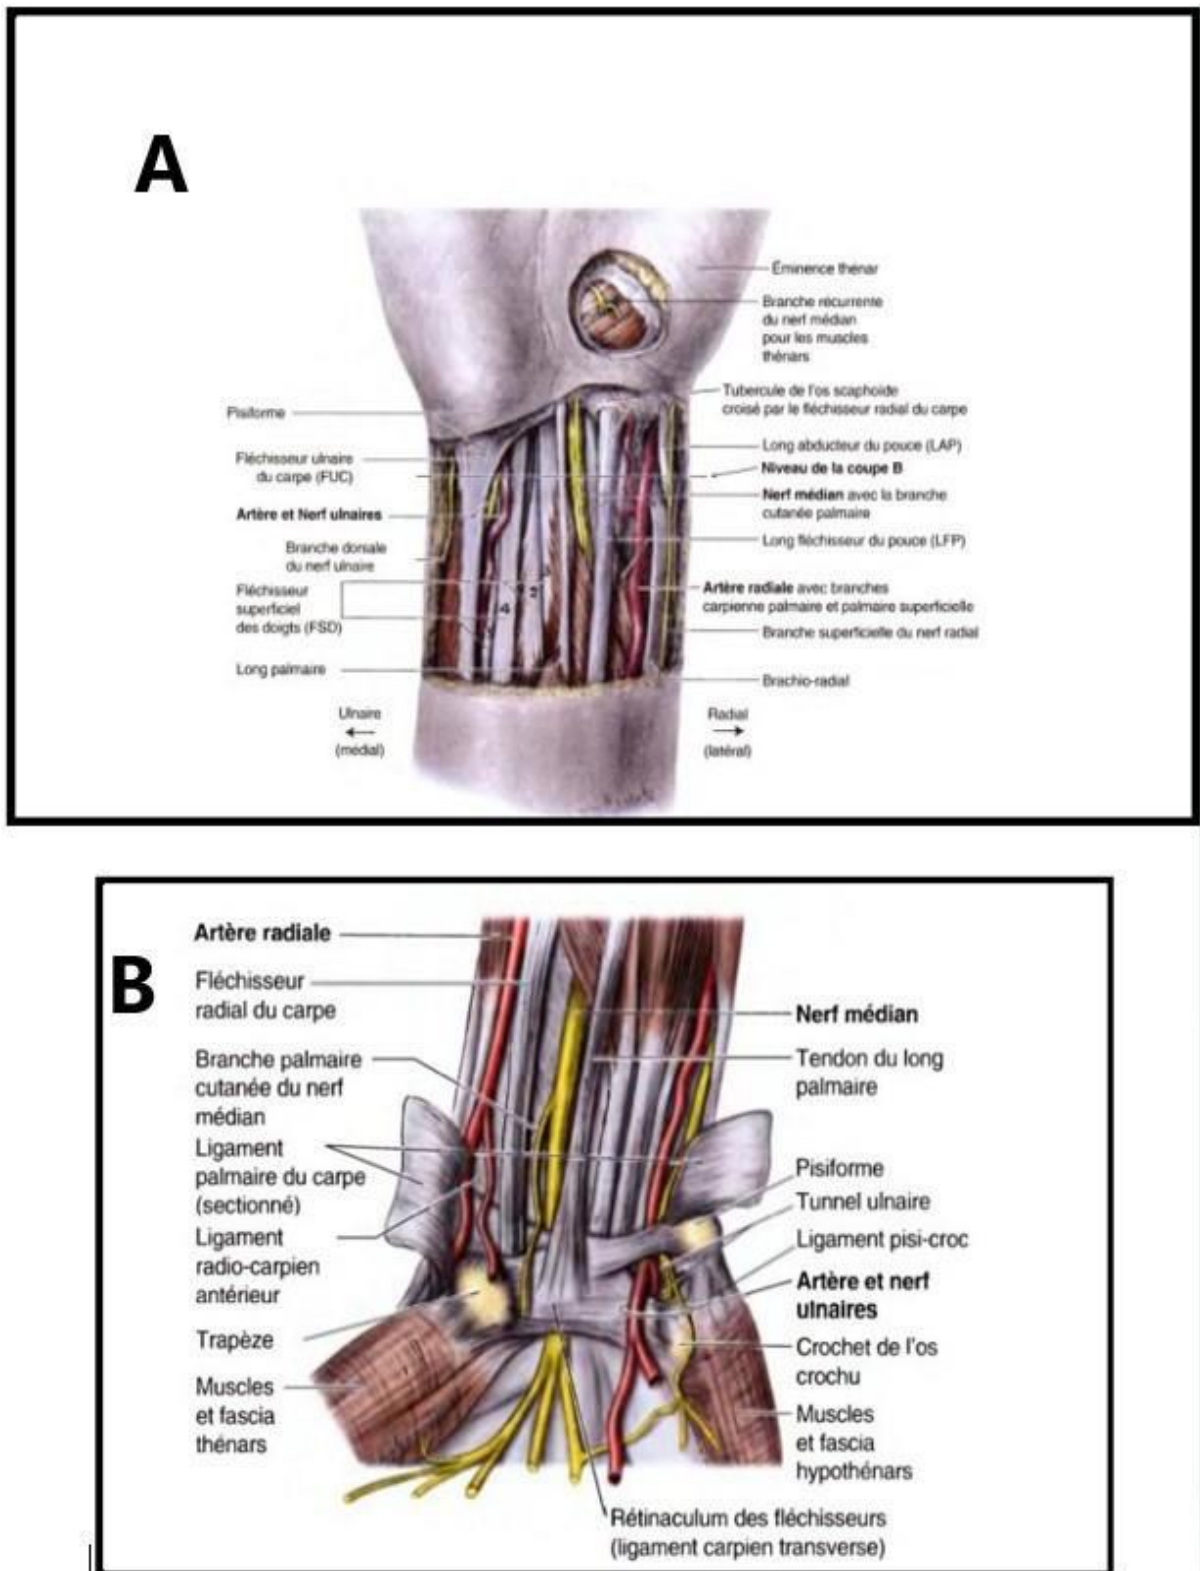 A
Éminence thénar
Branche récurrente
du nerf médian
pour les muscles
thénars
Pisiforme
Tubercule de l'os scaphoïde
croisé par le fléchisseur radial du carpe
Fléchisseur ulnaire
du carpe (FUC)
Long abducteur du pouce (LAP)
Niveau de la coupe B
Artère et Nerf ulnaires
Nerf médian avec la branche
cutanée palmaire
Branche dorsale
du nerf ulnaire
Long fléchisseur du pouce (LFP)
Fléchisseur
superficiel
des doigts (FSD)
4
2
Artère radiale avec branches
carpienne palmaire et palmaire superficielle
Branche superficielle du nerf radial
Long palmaire
Brachio-radial
Ulnaire
(médial)
Radial
(latéral)
B
Artère radiale
Fléchisseur
radial du carpe
Branche palmaire
cutanée du nerf
médian
Ligament
palmaire du carpe
(sectionné)
Ligament
radio-carpien
antérieur
Trapèze
Muscles
et fascia
thénars
Nerf médian
Tendon du long
palmaire
Pisiforme
Tunnel ulnaire
Ligament pisi-croc
Artère et nerf
ulnaires
Crochet de l'os
crochu
Muscles
et fascia
hypothénars
Rétinaculum des fléchisseurs
(ligament carpien transverse)